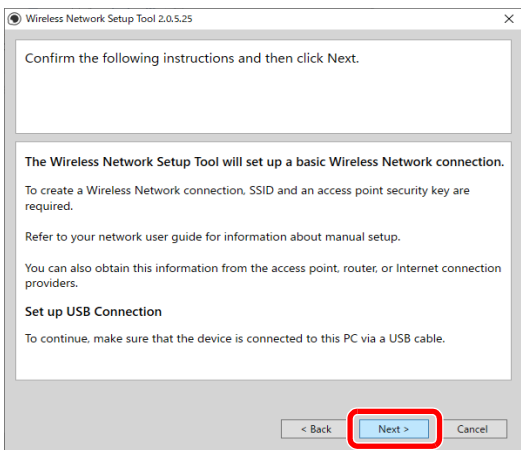 Wireless Network Setup Tool 2.0.5.25
Confirm the following instructions and then click Next.
The Wireless Network Setup Tool will set up a basic Wireless Network connection.
To create a Wireless Network connection, SSID and an access point security key are
required.
Refer to your network user guide for information about manual setup.
You can also obtain this information from the access point, router, or Internet connection
providers.
Set up USB Connection
To continue, make sure that the device is connected to this PC via a USB cable.
< Back Next > Cancel